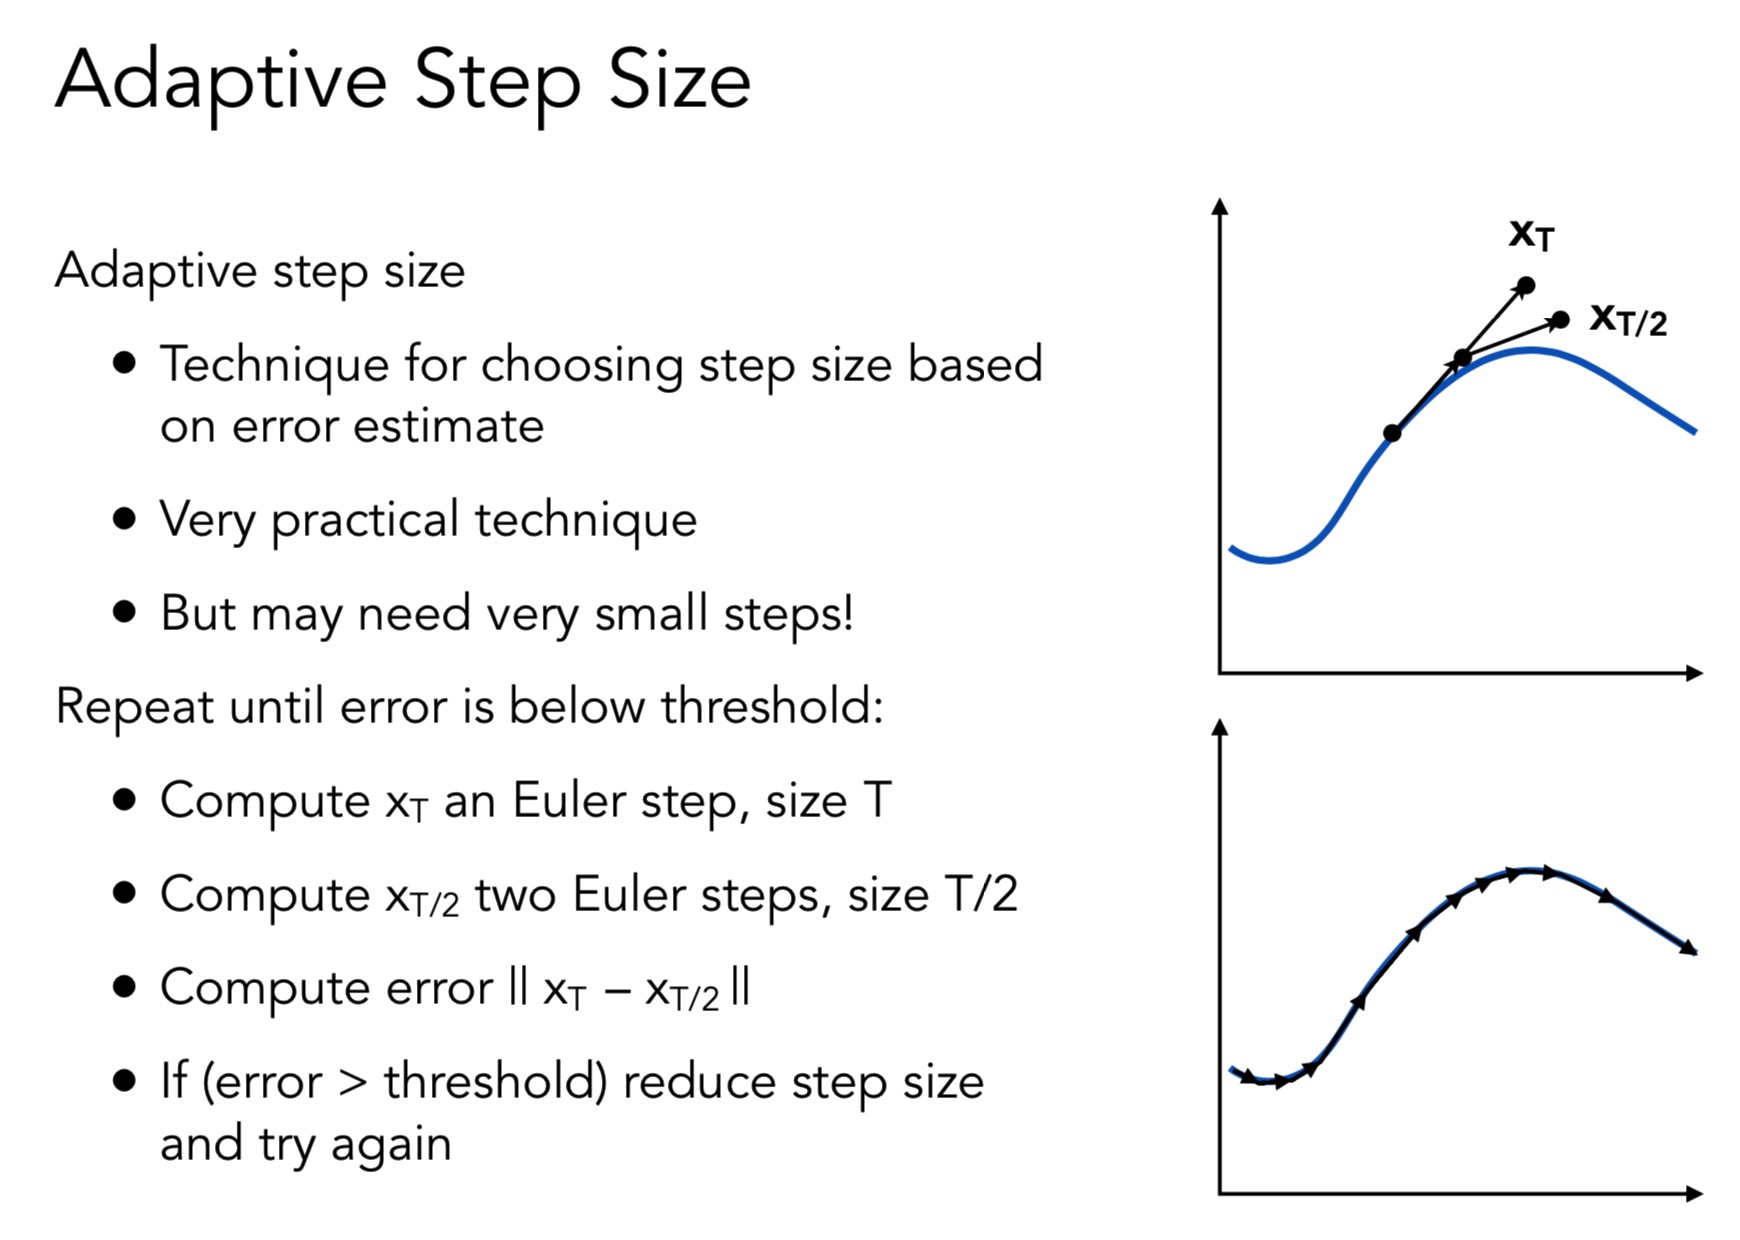 Adaptive Step Size
Adaptive step size
● Technique for choosing step size based
on error estimate
● Very practical technique
● But may need very small steps!
Repeat until error is below threshold:
● Compute x_T an Euler step, size T
● Compute x_T/2 two Euler steps, size T/2
● Compute error || x_T – x_T/2 ||
● If (error > threshold) reduce step size
and try again
x_T
x_T/2